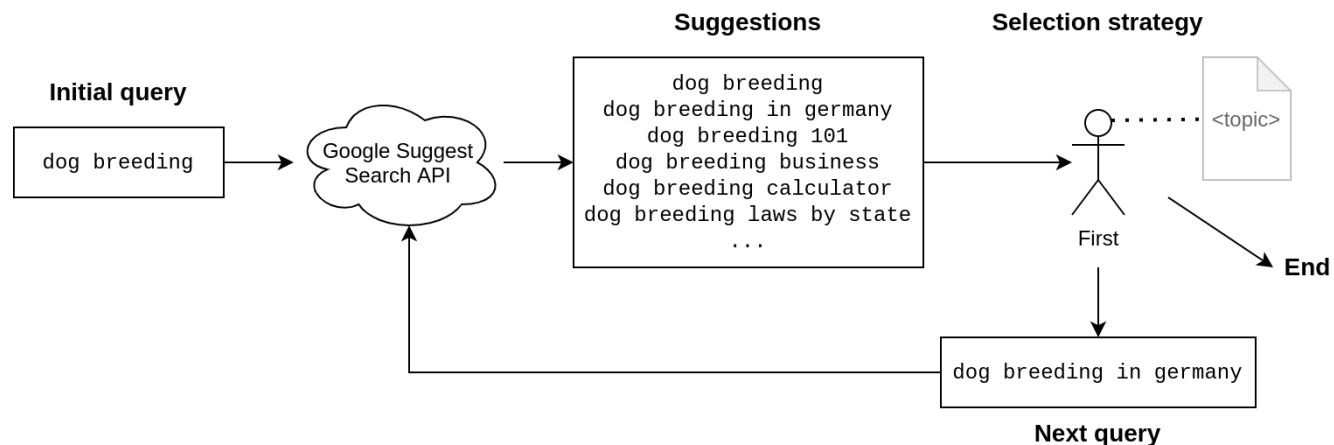 Initial query
dog breeding
Google Suggest
Search API
Suggestions
dog breeding
dog breeding in germany
dog breeding 101
dog breeding business
dog breeding calculator
dog breeding laws by state
...
Selection strategy
<topic>
First
End
dog breeding in germany
Next query